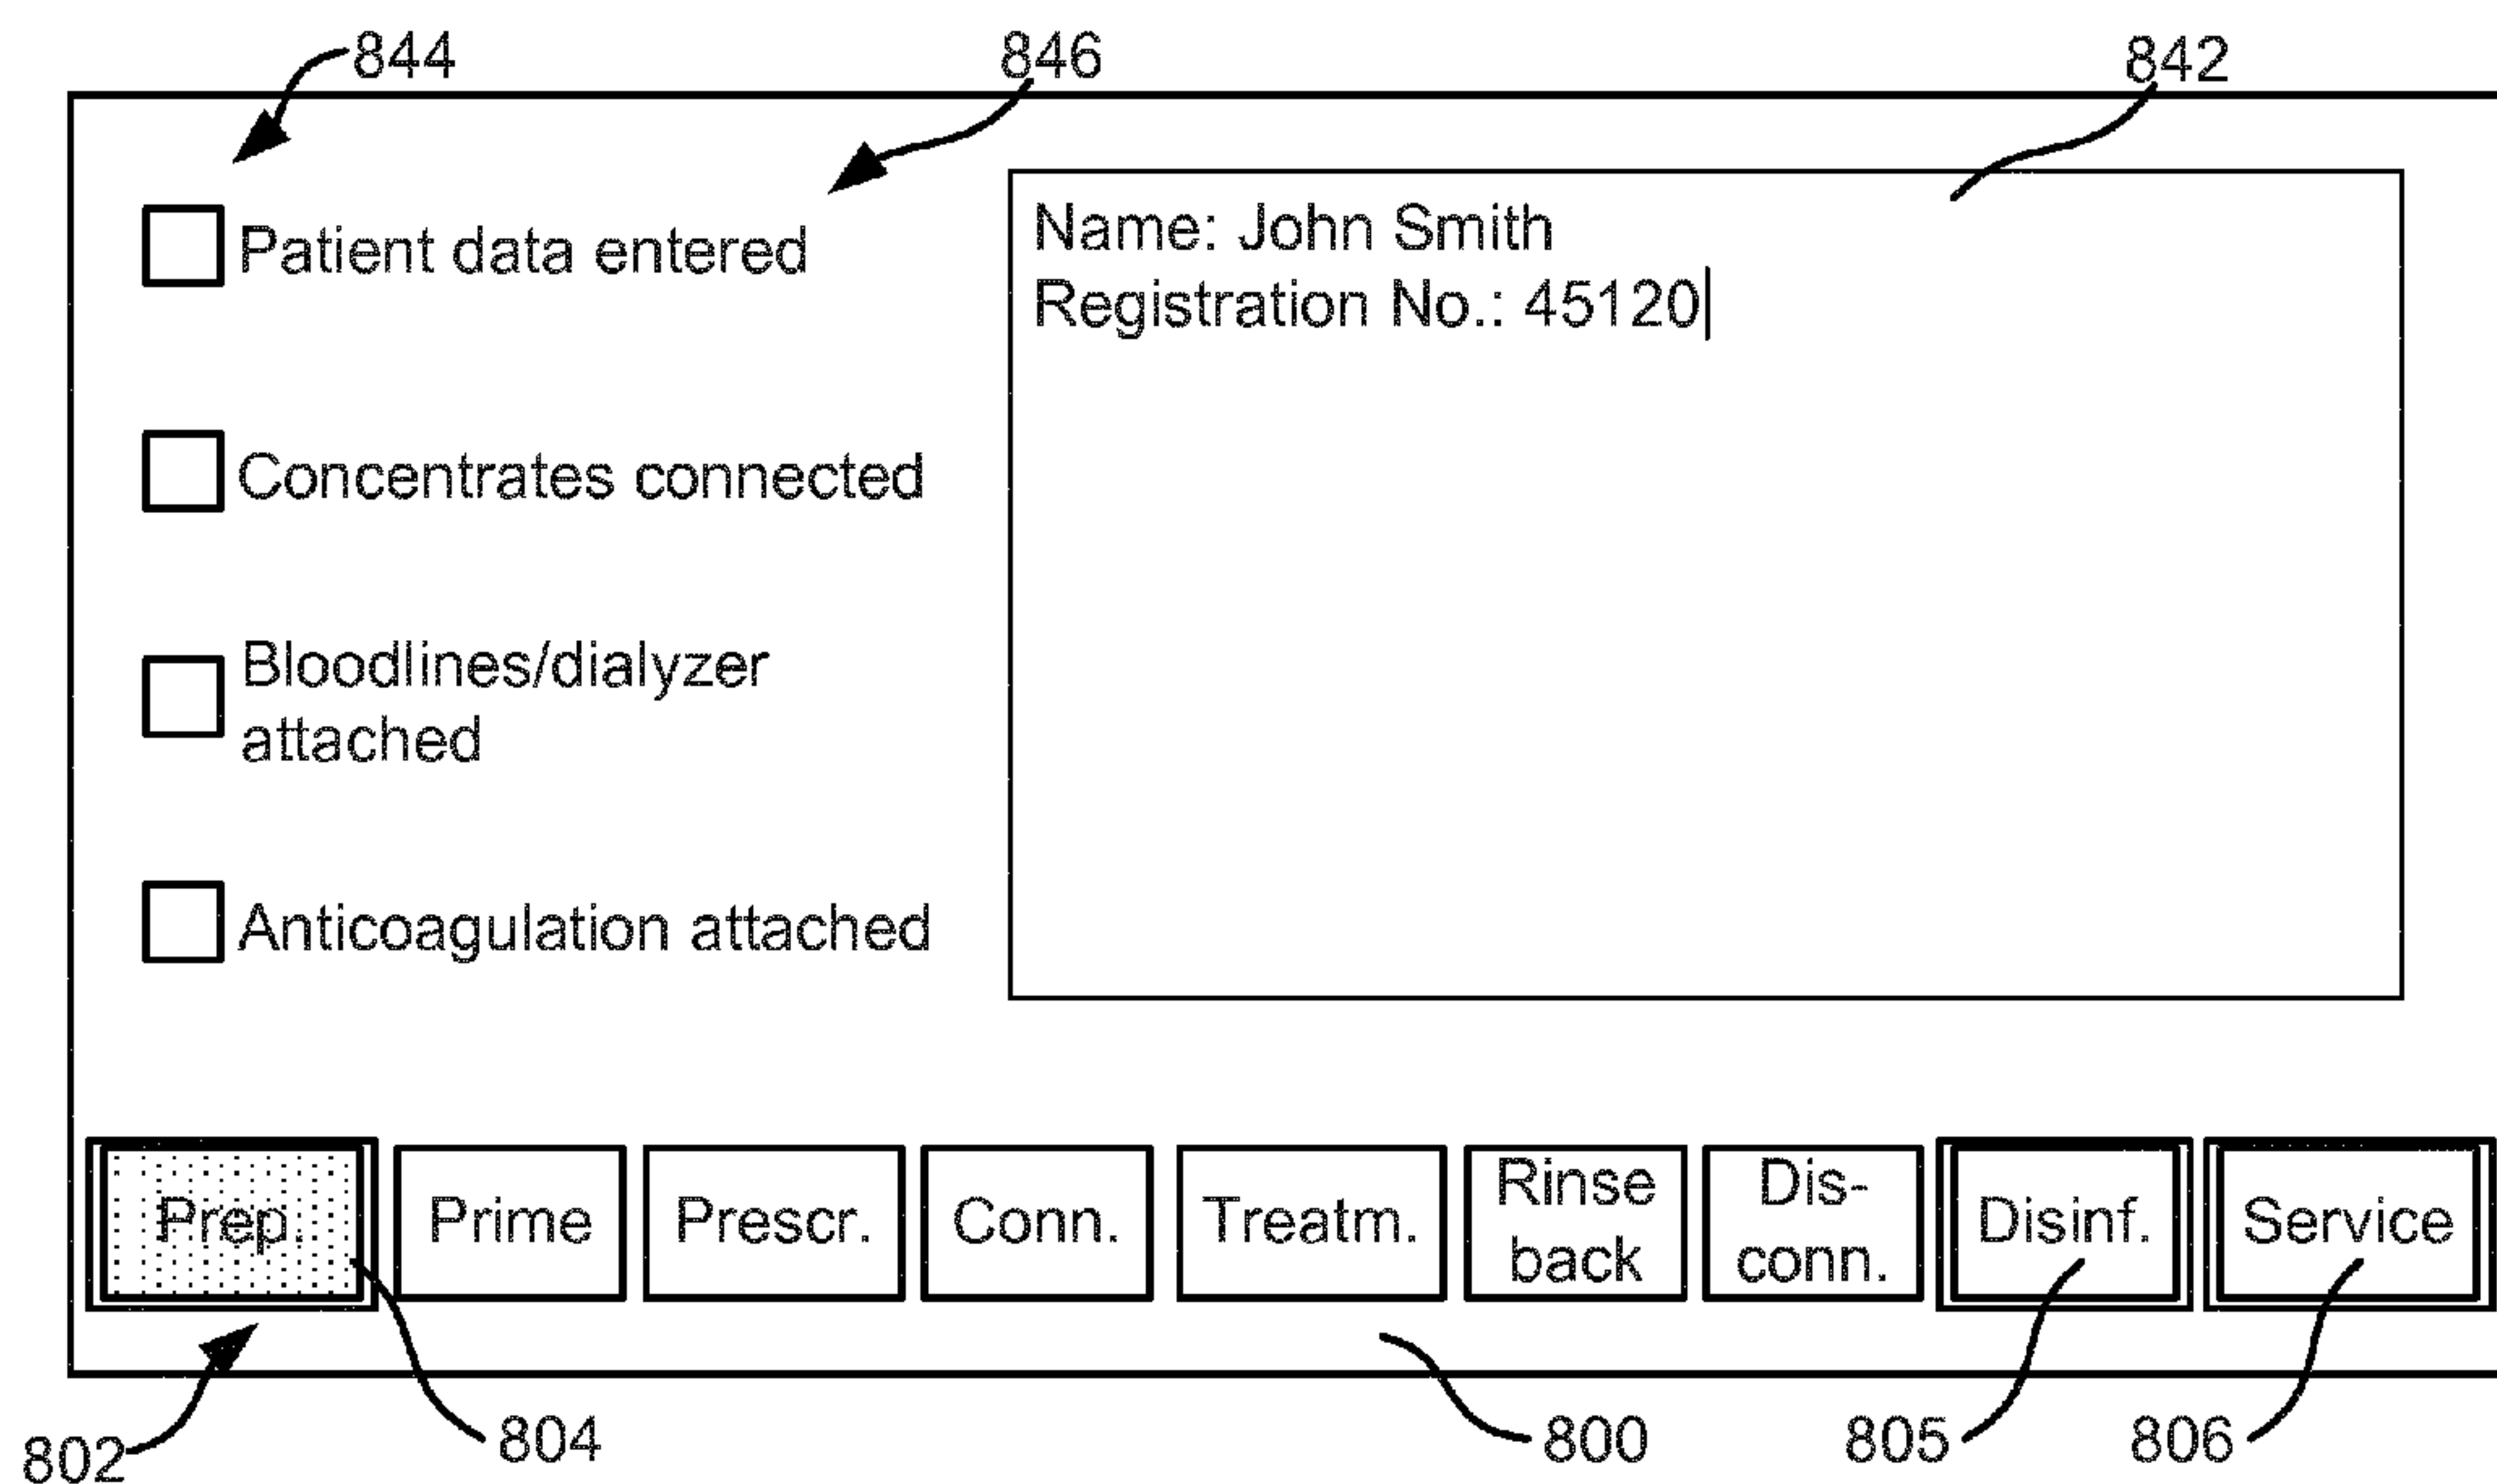 844
846
842
Patient data entered
Name: John Smith
Registration No.: 45120
Concentrates connected
Bloodlines/dialyzer
attached
Anticoagulation attached
Prep.
Prime
Prescr.
Conn.
Treatm.
Rinse
back
Dis-
conn.
Disinf.
Service
802
804
800
805
806